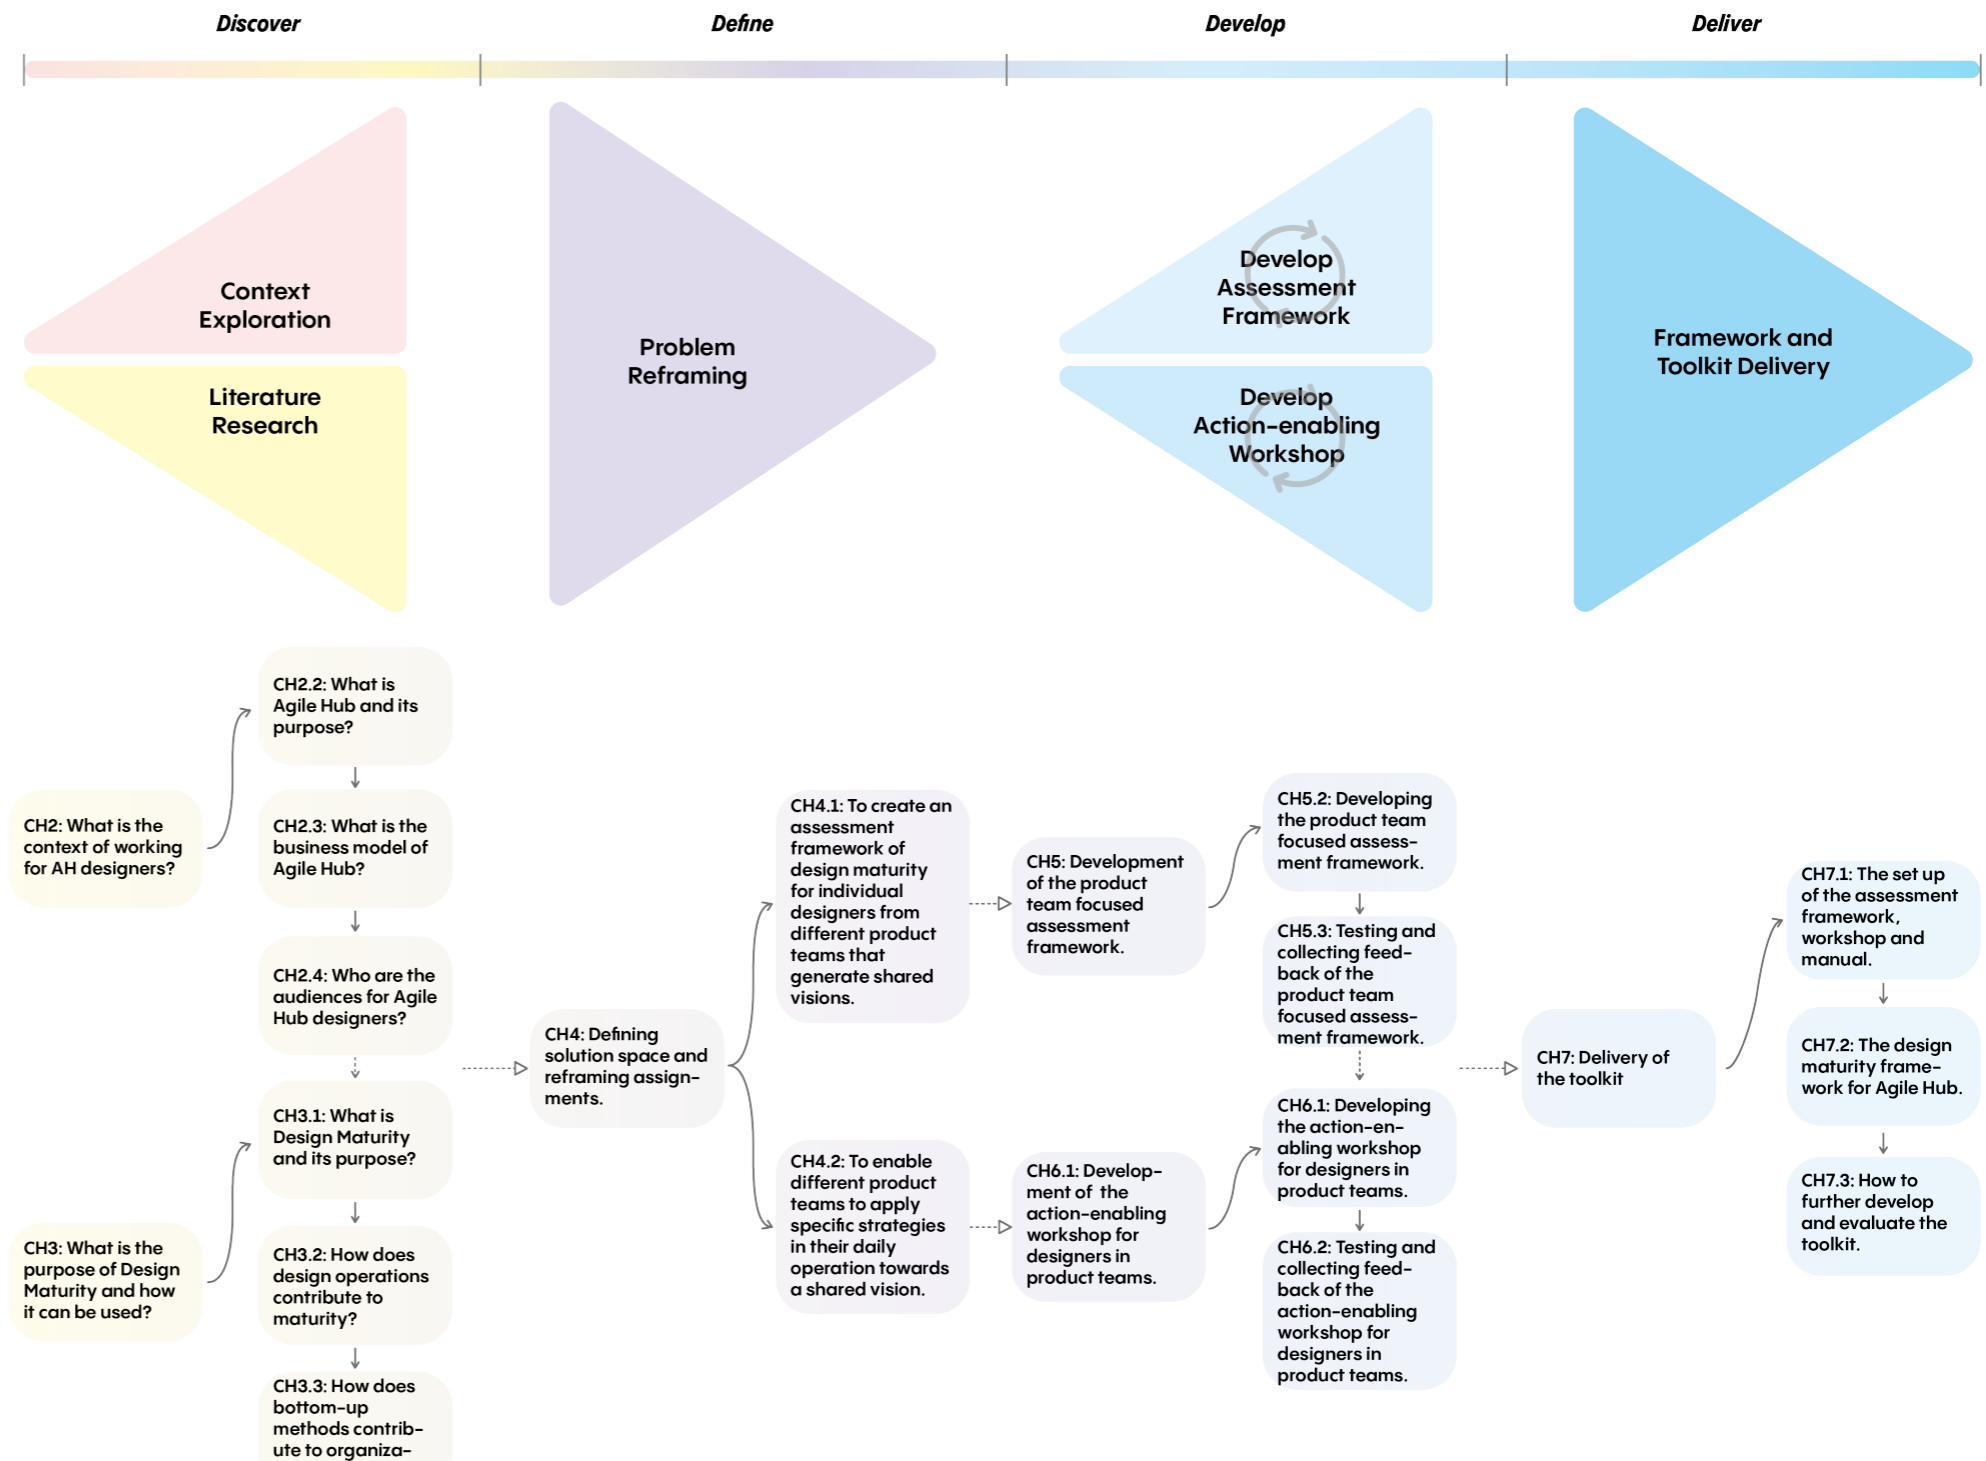 Discover
Define
Develop
Deliver
Context
Exploration
Literature
Research
Problem
Reframing
Develop
Assessment
Framework
Develop
Action-enabling
Workshop
Framework and
Toolkit Delivery
CH2: What is the
context of working
for AH designers?
CH2.2: What is
Agile Hub and its
purpose?
CH2.3: What is the
business model of
Agile Hub?
CH2.4: Who are the
audiences for Agile
Hub designers?
CH3: What is the
purpose of Design
Maturity and how
it can be used?
CH3.1: What is
Design Maturity
and its purpose?
CH3.2: How does
design operations
contribute to
maturity?
CH3.3: How does
bottom-up
methods contrib-
ute to organiza-
CH4: Defining
solution space and
reframing assign-
ments.
CH4.1: To create an
assessment
framework of
design maturity
for individual
designers from
different product
teams that
generate shared
visions.
CH4.2: To enable
different product
teams to apply
specific strategies
in their daily
operation towards
a shared vision.
CH5: Development
of the product
team focused
assessment
framework.
CH6.1: Develop-
ment of the
action-enabling
workshop for
designers in
product teams.
CH5.2: Developing
the product team
focused assess-
ment framework.
CH5.3: Testing and
collecting feed-
back of the
product team
focused assess-
ment framework.
CH6.1: Developing
the action-en-
abling workshop
for designers in
product teams.
CH6.2: Testing and
collecting feed-
back of the
action-enabling
workshop for
designers in
product teams.
CH7: Delivery of
the toolkit
CH7.1: The set up
of the assessment
framework,
workshop and
manual.
CH7.2: The design
maturity frame-
work for Agile Hub.
CH7.3: How to
further develop
and evaluate the
toolkit.